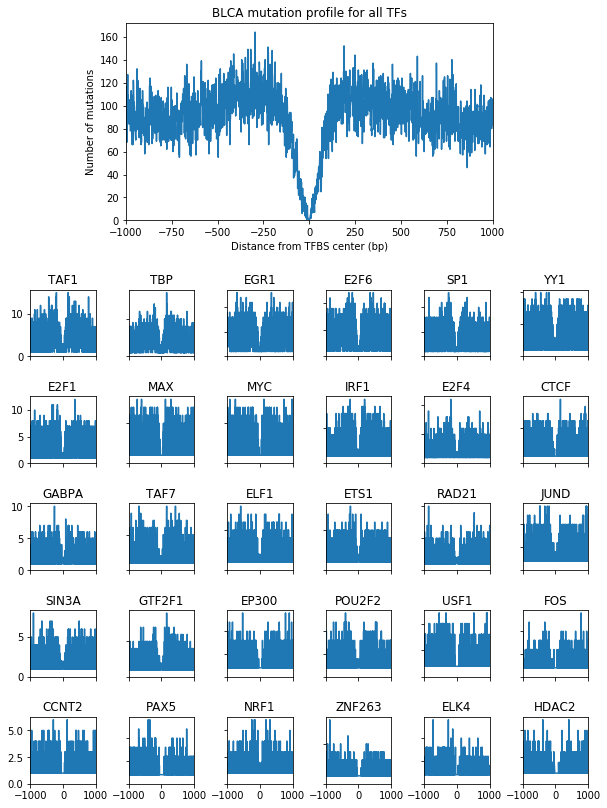 BLCA mutation profile for all TFs
Number of mutations
160
140
120
100
80
60
40
20
0
−1000 −750 −500 −250 0 250 500 750 1000
Distance from TFBS center (bp)
TAF1 TBP EGR1 E2F6 SP1 YY1
10
0
E2F1 MAX MYC IRF1 E2F4 CTCF
10
5
0
GABPA TAF7 ELF1 ETS1 RAD21 JUND
10
5
0
SIN3A GTF2F1 EP300 POU2F2 USF1 FOS
5
0
CCNT2 PAX5 NRF1 ZNF263 ELK4 HDAC2
5.0
2.5
0.0
−1000 0 1000 −1000 0 1000 −1000 0 1000 −1000 0 1000 −1000 0 1000 −1000 0 1000